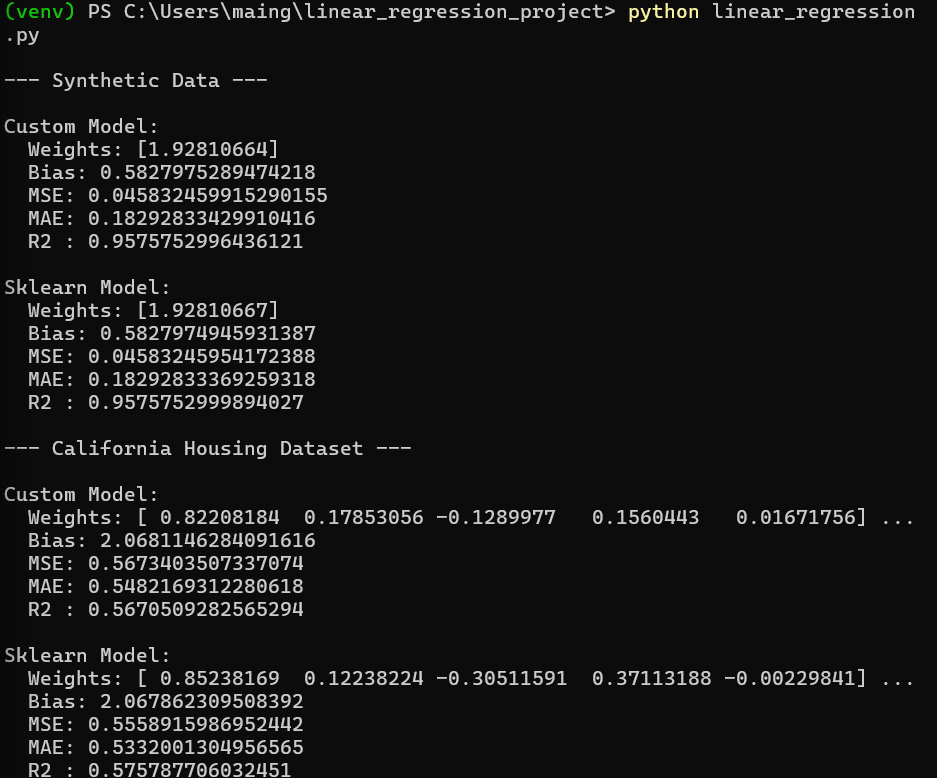 (venv) PS C:\Users\maing\linear_regression_project> python linear_regression
.py
--- Synthetic Data ---
Custom Model:
Weights: [1.92810664]
Bias: 0.5827975289474218
MSE: 0.045832459915290155
MAE: 0.18292833429910416
R2 : 0.9575752996436121
Sklearn Model:
Weights: [1.92810667]
Bias: 0.5827974945931387
MSE: 0.04583245954172388
MAE: 0.18292833369259318
R2 : 0.9575752999894027
--- California Housing Dataset ---
Custom Model:
Weights: [ 0.82208184  0.17853056 -0.1289977   0.1560443   0.01671756] ...
Bias: 2.0681146284091616
MSE: 0.5673403507337074
MAE: 0.5482169312280618
R2 : 0.5670509282565294
Sklearn Model:
Weights: [ 0.85238169  0.12238224 -0.30511591  0.37113188 -0.00229841] ...
Bias: 2.067862309508392
MSE: 0.5558915986952442
MAE: 0.5332001304956565
R2 : 0.575787706032451